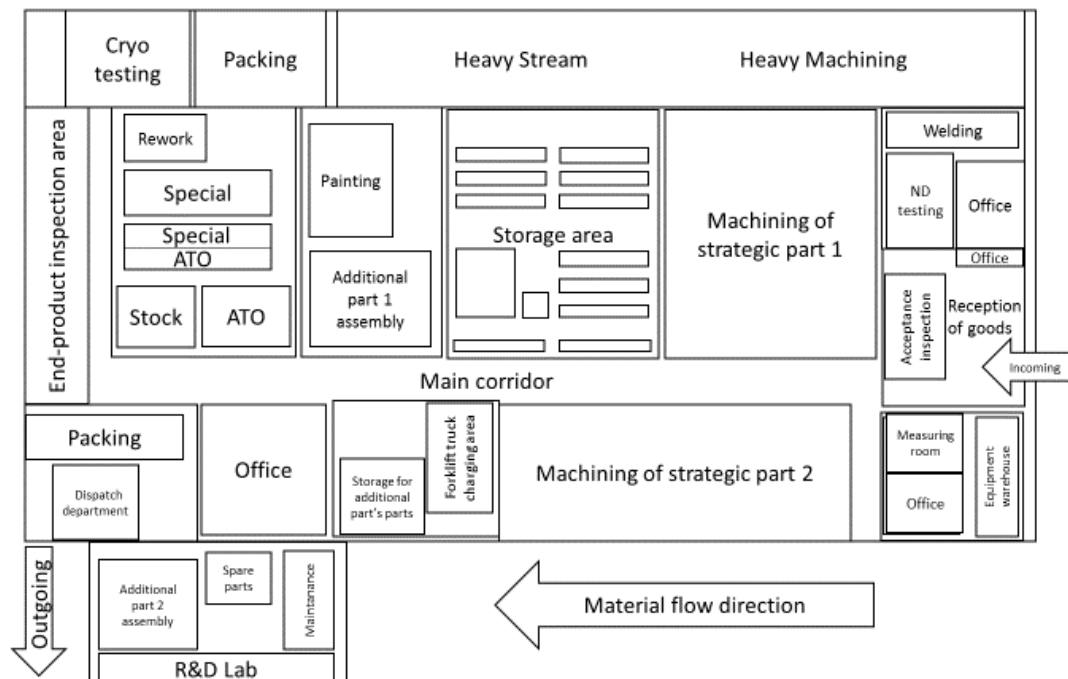 Cryo
testing
Packing
Heavy Stream
Heavy Machining
End-product inspection area
Rework
Special
Special
ATO
Stock
ATO
Painting
Additional
part 1
assembly
Storage area
Machining of
strategic part 1
Welding
ND
testing
Office
Office
Acceptance
inspection
Reception
of goods
Incoming
Main corridor
Packing
Dispatch
department
Office
Storage for
additional
part's parts
Forklift truck
charging area
Machining of strategic part 2
Measuring
room
Office
Equipment
warehouse
Outgoing
Additional
part 2
assembly
Spare
parts
Maintanance
R&D Lab
Material flow direction